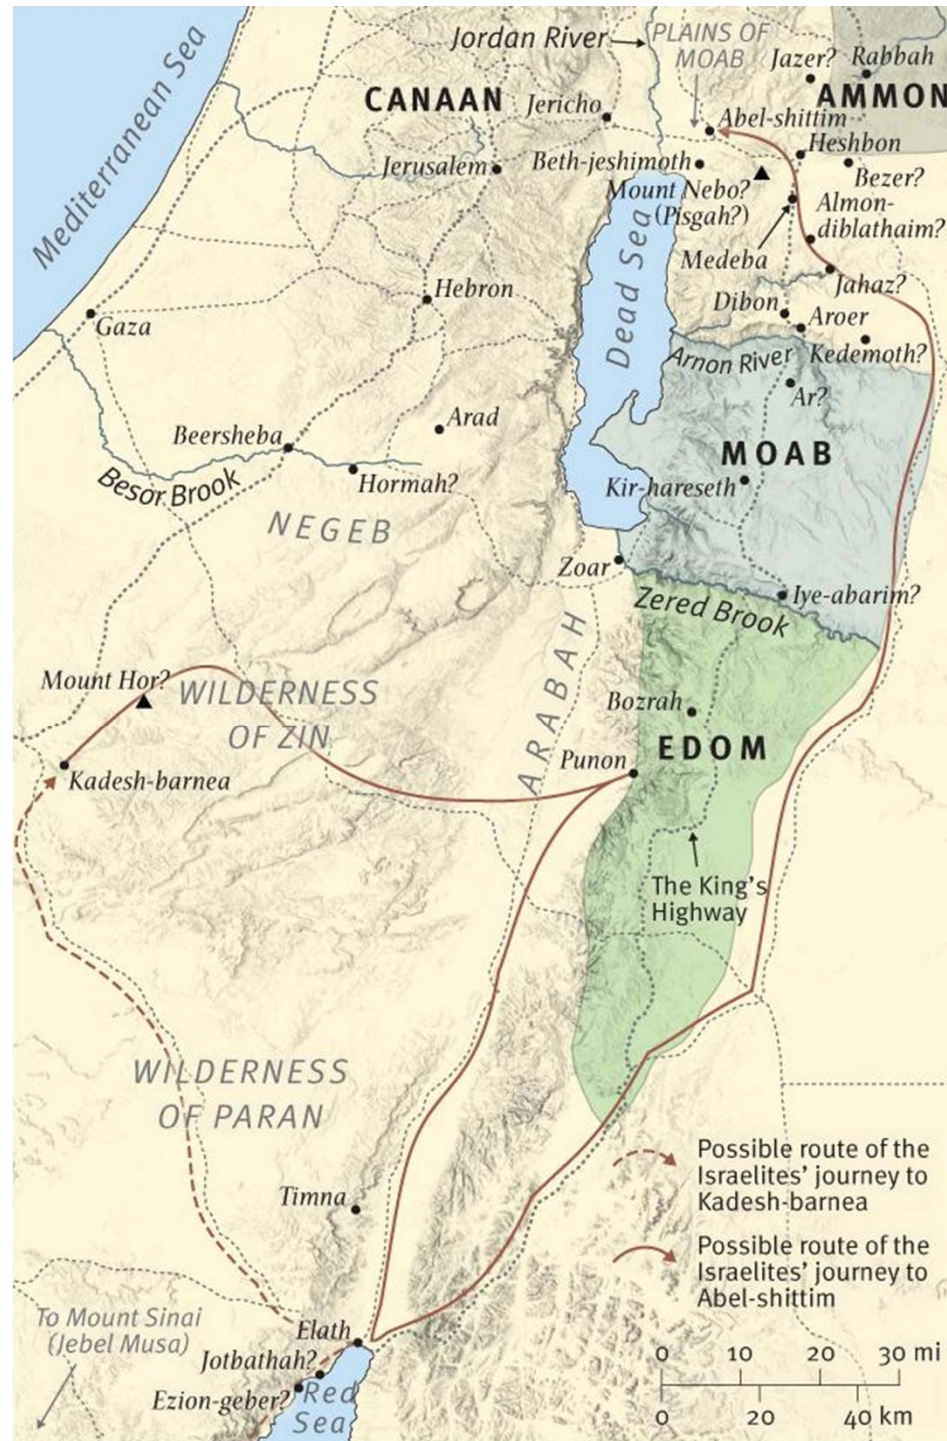 Jordan River
PLAINS OF
MOAB
Jazer?
Rabbah
Mediterranean Sea
CANAAN
Jericho
AMMON
Abel-shittim
Heshbon
Jerusalem
Beth-jeshimoth
Bezer?
Mount Nebo?
(Pisgah?)
Almon-
diblathaim?
Medeba
Dead Sea
Jahaz?
Hebron
Dibon
Aroer
Gaza
Arnon River
Kedemoth?
Ar?
Arad
Beersheba
MOAB
Besor Brook
Hormah?
Kir-hareseth
NEGEB
Zoar
Iye-abarim?
Zered Brook
ARABAH
Mount Hor?
WILDERNESS
OF ZIN
Bozrah
EDOM
Punon
Kadesh-barnea
The King's
Highway
WILDERNESS
OF PARAN
Possible route of the
Israelites' journey to
Kadesh-barnea
Timna
Possible route of the
Israelites' journey to
Abel-shittim
To Mount Sinai
(Jebel Musa)
Elath
Jotbathah?
Ezion-geber?
Red
Sea
0 10 20 30 mi
0 20 40 km